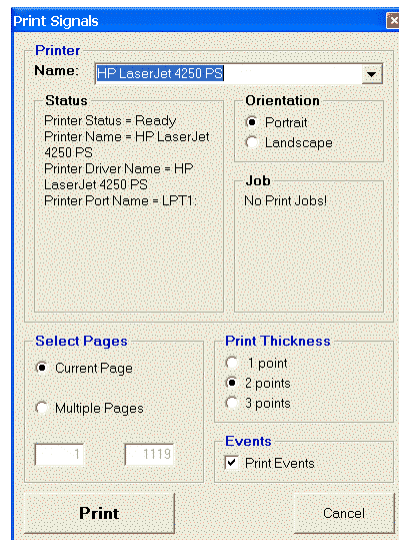 Print Signals
Printer
Name: HP LaserJet 4250 PS
Status
Printer Status = Ready
Printer Name = HP LaserJet
4250 PS
Printer Driver Name = HP
LaserJet 4250 PS
Printer Port Name = LPT1:
Orientation
Portrait
Landscape
Job
No Print Jobs!
Select Pages
Current Page
Multiple Pages
1 1119
Print Thickness
1 point
2 points
3 points
Events
Print Events
Print
Cancel